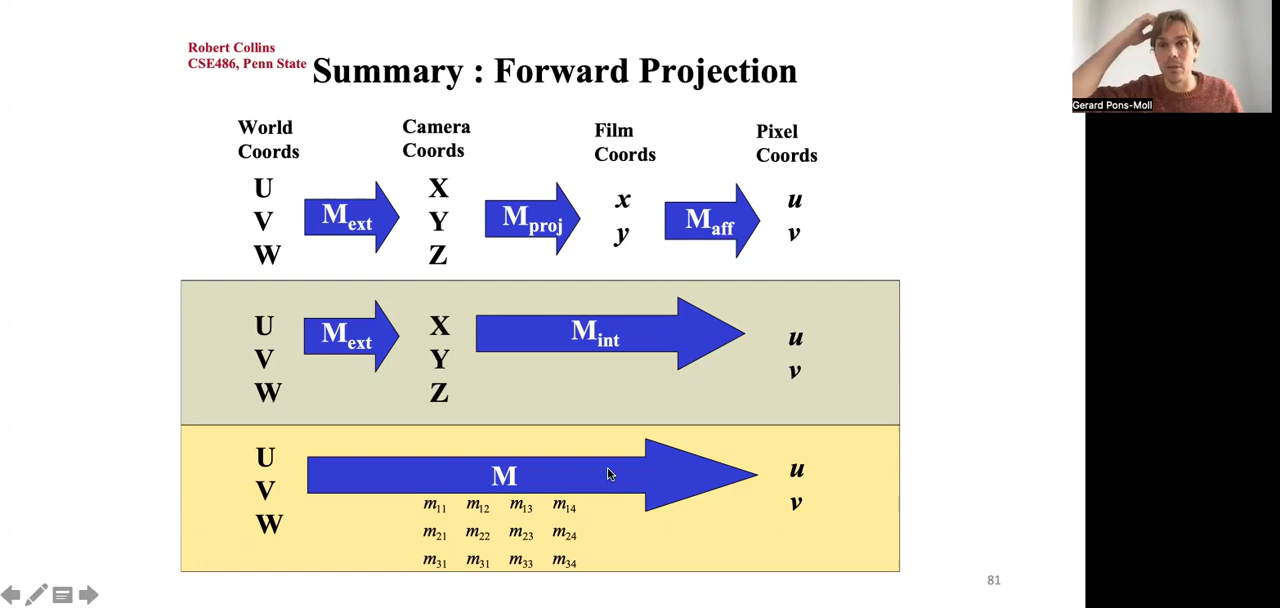 Robert Collins
CSE486, Penn State
Summary : Forward Projection
Gerard Pons-Moll
World Coords
Camera Coords
Film Coords
Pixel Coords
U
V
W
Mext
X
Y
Z
Mproj
x
y
Maff
u
v
U
V
W
Mext
X
Y
Z
Mint
u
v
U
V
W
M
m11 m12 m13 m14
m21 m22 m23 m24
m31 m31 m33 m34
u
v
81